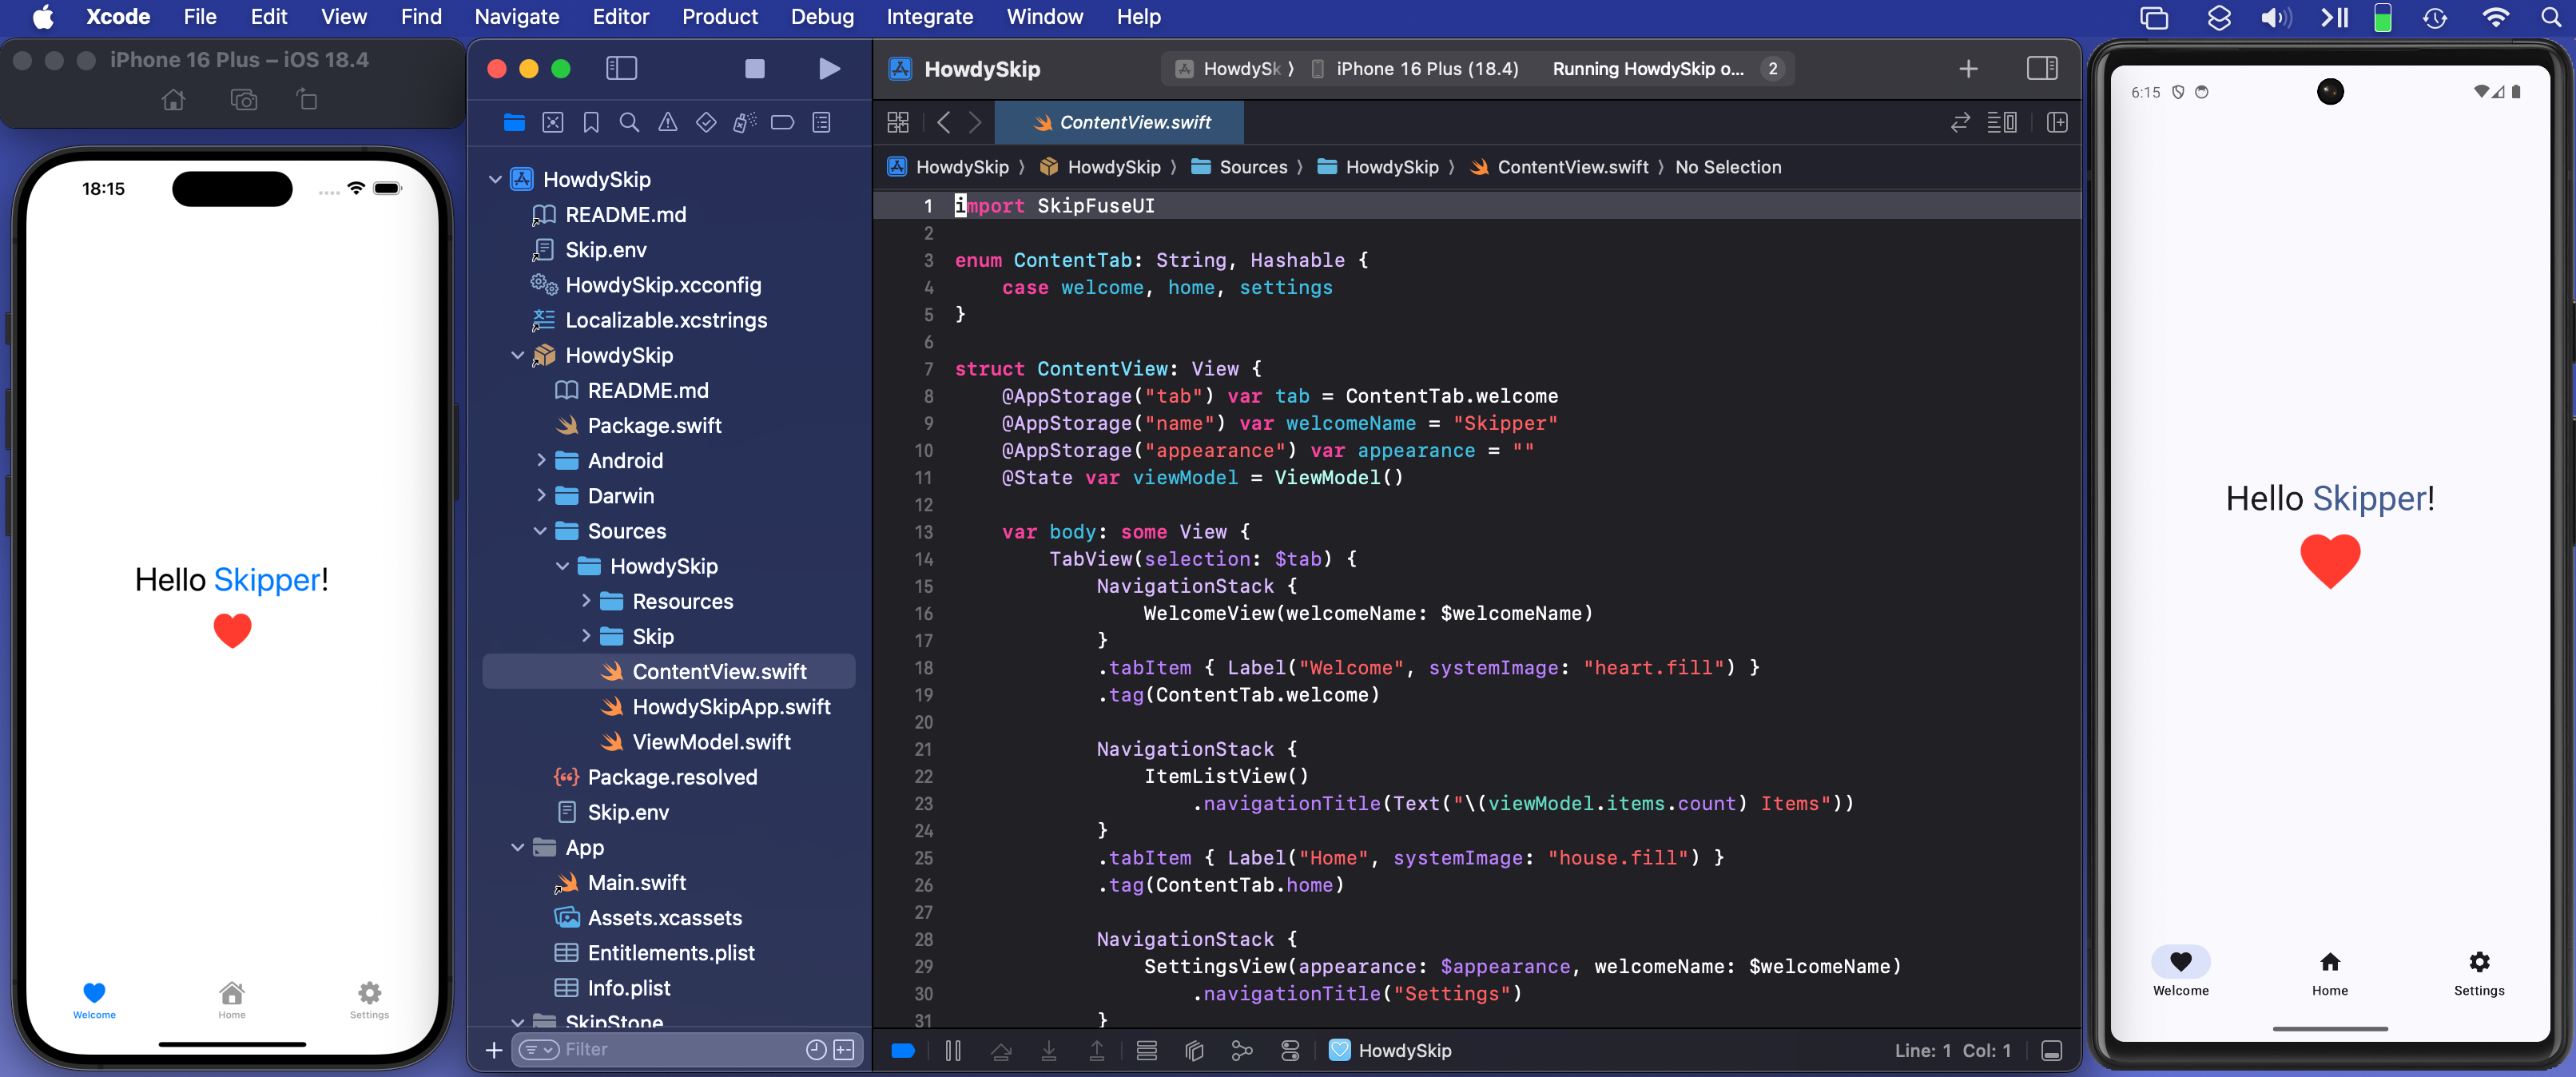 Xcode File Edit View Find Navigate Editor Product Debug Integrate Window Help
iPhone 16 Plus – iOS 18.4
18:15
Hello Skipper!
Welcome Home Settings
HowdySkip
README.md
Skip.env
HowdySkip.xcconfig
Localizable.xcstrings
HowdySkip
README.md
Package.swift
Android
Darwin
Sources
HowdySkip
Resources
Skip
ContentView.swift
HowdySkipApp.swift
ViewModel.swift
Package.resolved
Skip.env
App
Main.swift
Assets.xcassets
Entitlements.plist
Info.plist
SkipStone
Filter
HowdySkip HowdySk iPhone 16 Plus (18.4) Running HowdySkip o... 2
ContentView.swift
HowdySkip HowdySkip Sources HowdySkip ContentView.swift No Selection
1 import SkipFuseUI
2
3 enum ContentTab: String, Hashable {
4 case welcome, home, settings
5 }
6
7 struct ContentView: View {
8 @AppStorage("tab") var tab = ContentTab.welcome
9 @AppStorage("name") var welcomeName = "Skipper"
10 @AppStorage("appearance") var appearance = ""
11 @State var viewModel = ViewModel()
12
13 var body: some View {
14 TabView(selection: $tab) {
15 NavigationStack {
16 WelcomeView(welcomeName: $welcomeName)
17 }
18 .tabItem { Label("Welcome", systemImage: "heart.fill") }
19 .tag(ContentTab.welcome)
20
21 NavigationStack {
22 ItemListView()
23 .navigationTitle(Text("\(viewModel.items.count) Items"))
24 }
25 .tabItem { Label("Home", systemImage: "house.fill") }
26 .tag(ContentTab.home)
27
28 NavigationStack {
29 SettingsView(appearance: $appearance, welcomeName: $welcomeName)
30 .navigationTitle("Settings")
31 }
HowdySkip Line: 1 Col: 1
6:15
Hello Skipper!
Welcome Home Settings